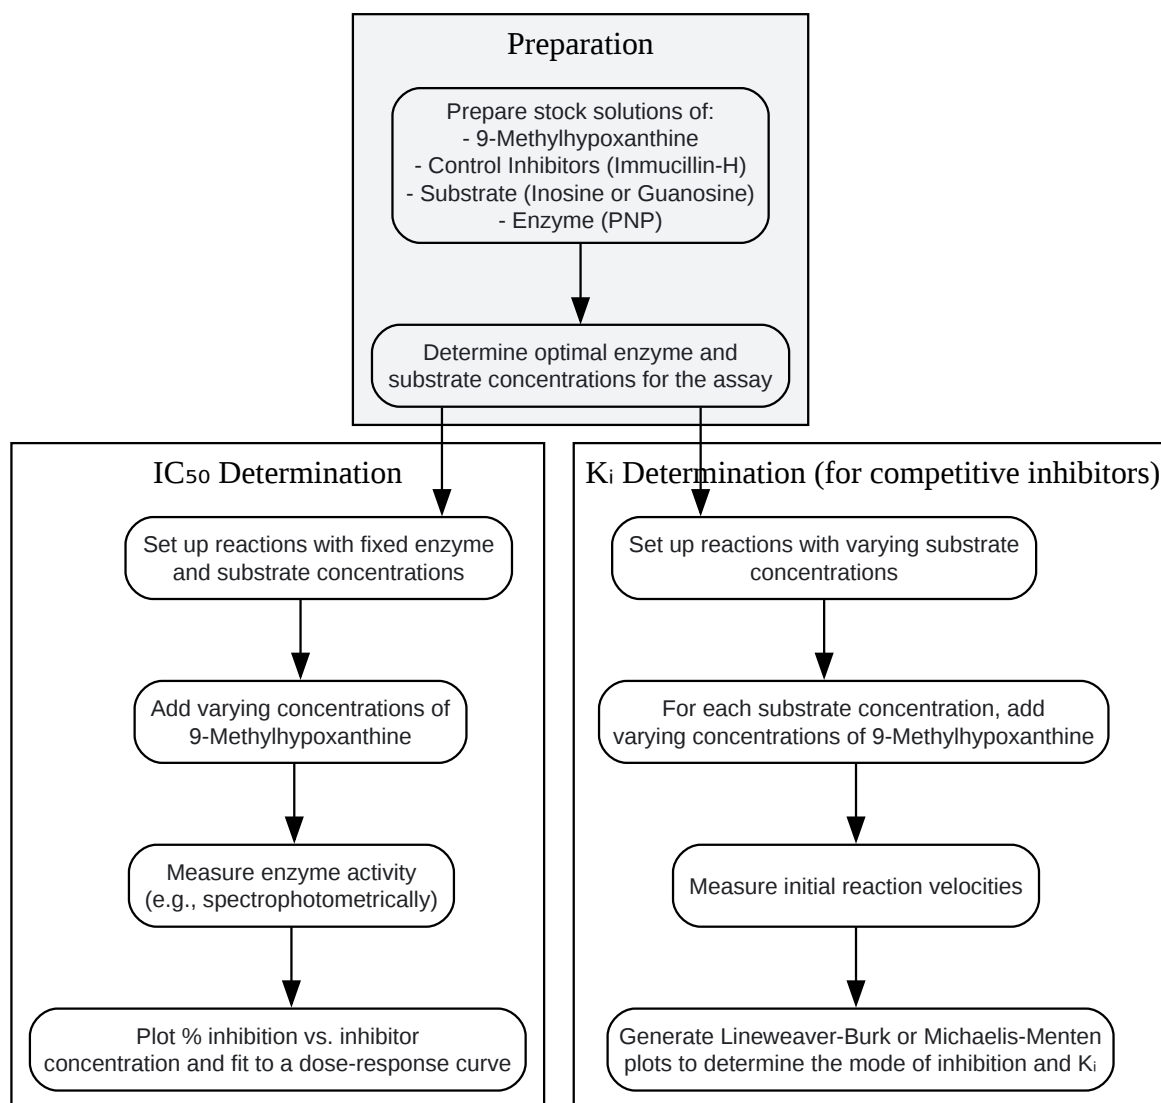 Preparation
Prepare stock solutions of:
- 9-Methylhypoxanthine
- Control Inhibitors (Immucillin-H)
- Substrate (Inosine or Guanosine)
- Enzyme (PNP)
Determine optimal enzyme and
substrate concentrations for the assay
IC₅₀ Determination
Set up reactions with fixed enzyme
and substrate concentrations
Add varying concentrations of
9-Methylhypoxanthine
Measure enzyme activity
(e.g., spectrophotometrically)
Plot % inhibition vs. inhibitor
concentration and fit to a dose-response curve
Kᵢ Determination (for competitive inhibitors)
Set up reactions with varying substrate
concentrations
For each substrate concentration, add
varying concentrations of 9-Methylhypoxanthine
Measure initial reaction velocities
Generate Lineweaver-Burk or Michaelis-Menten
plots to determine the mode of inhibition and Kᵢ